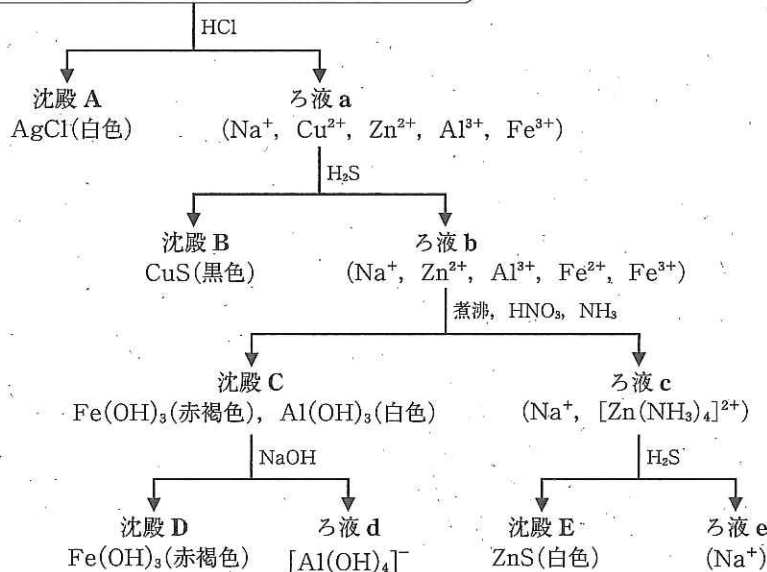 HCl
沈殿 A ろ液 a
AgCl(白色) (Na⁺, Cu²⁺, Zn²⁺, Al³⁺, Fe³⁺)
H₂S
沈殿 B ろ液 b
CuS(黒色) (Na⁺, Zn²⁺, Al³⁺, Fe²⁺, Fe³⁺)
煮沸, HNO₃, NH₃
沈殿 C ろ液 c
Fe(OH)₃(赤褐色), Al(OH)₃(白色) (Na⁺, [Zn(NH₃)₄]²⁺)
NaOH H₂S
沈殿 D ろ液 d 沈殿 E ろ液 e
Fe(OH)₃(赤褐色) [Al(OH)₄]⁻ ZnS(白色) (Na⁺)